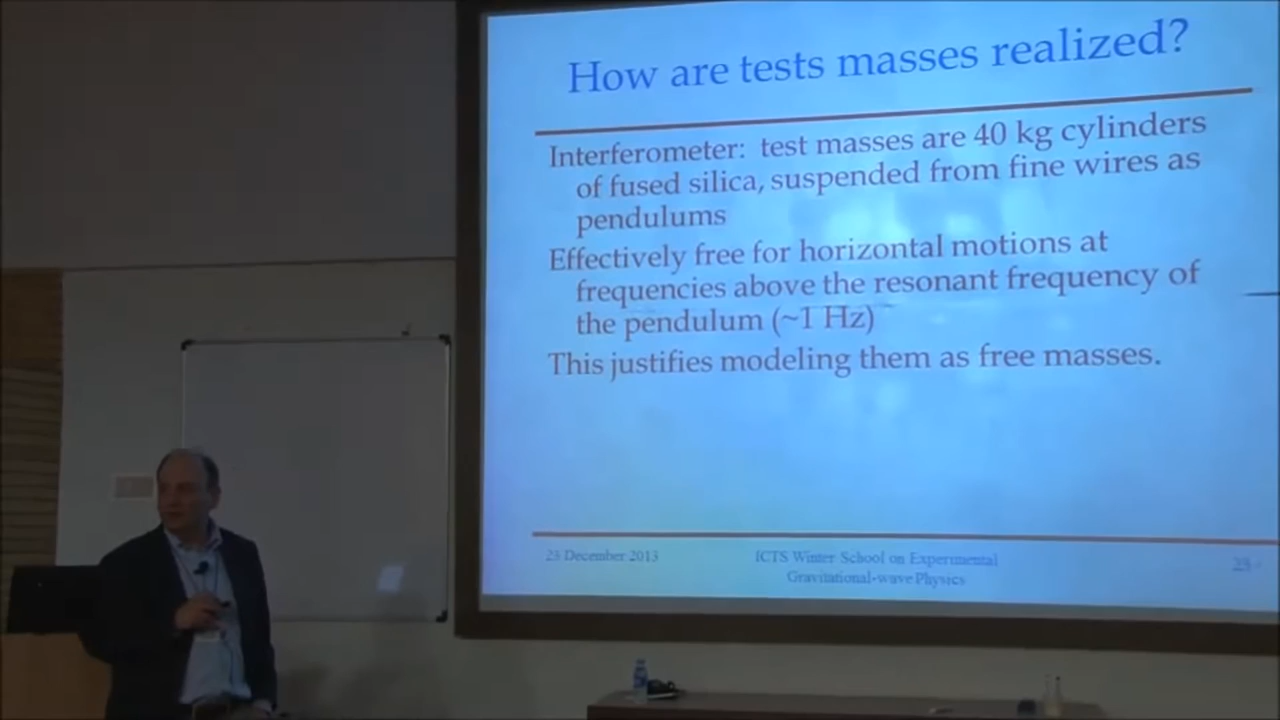 How are tests masses realized?
Interferometer: test masses are 40 kg cylinders
of fused silica, suspended from fine wires as
pendulums
Effectively free for horizontal motions at
frequencies above the resonant frequency of
the pendulum (~1 Hz)
This justifies modeling them as free masses.
23 December 2013
ICTS Winter School on Experimental
Gravitational-wave Physics
23